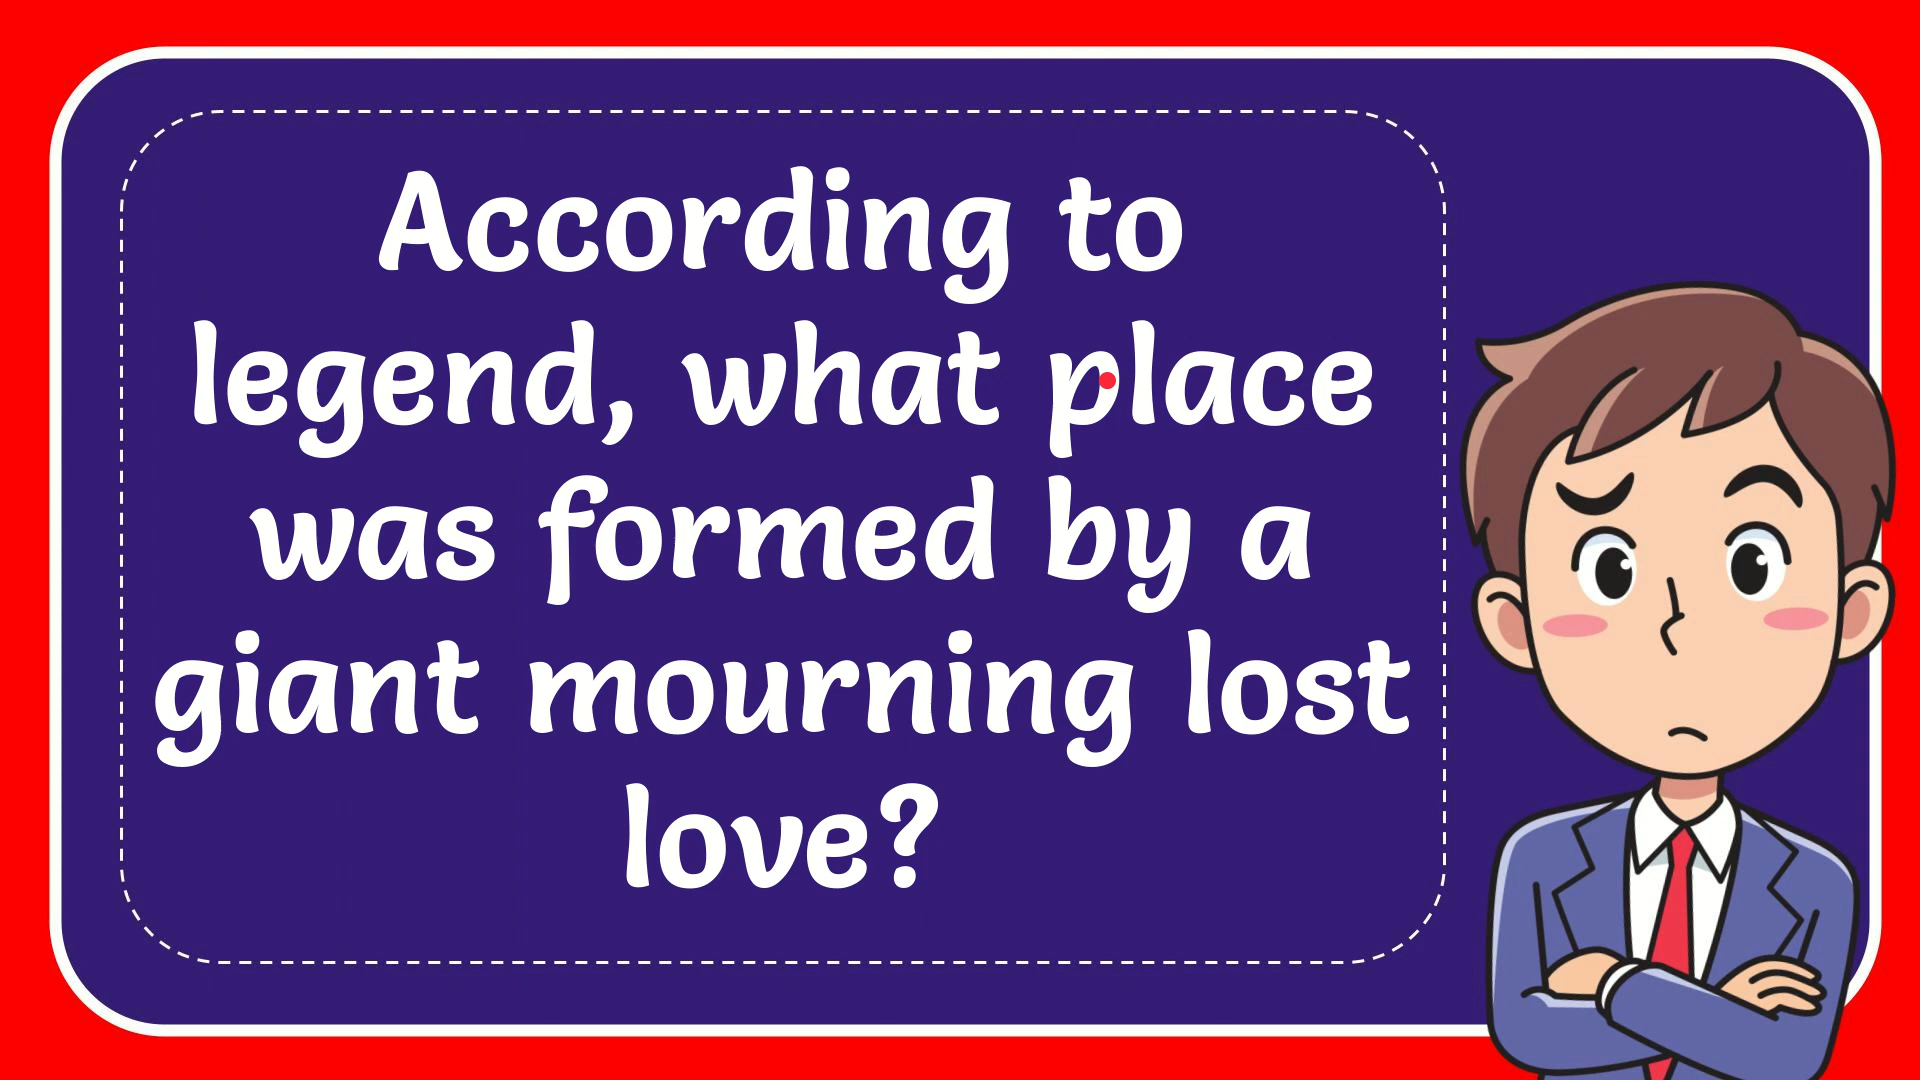 According to
legend, what place
was formed by a
giant mourning lost
love?